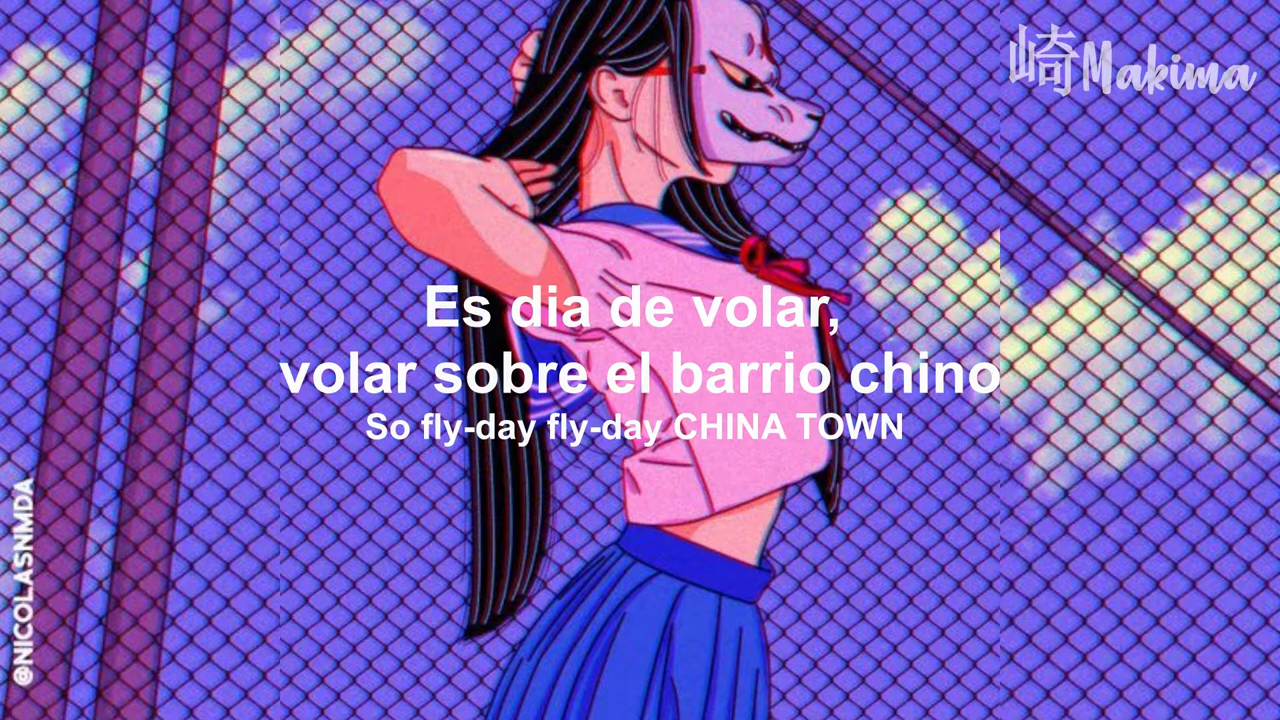 崎Makima
Es dia de volar,
volar sobre el barrio chino
So fly-day fly-day CHINA TOWN
@NICOLASNMDA